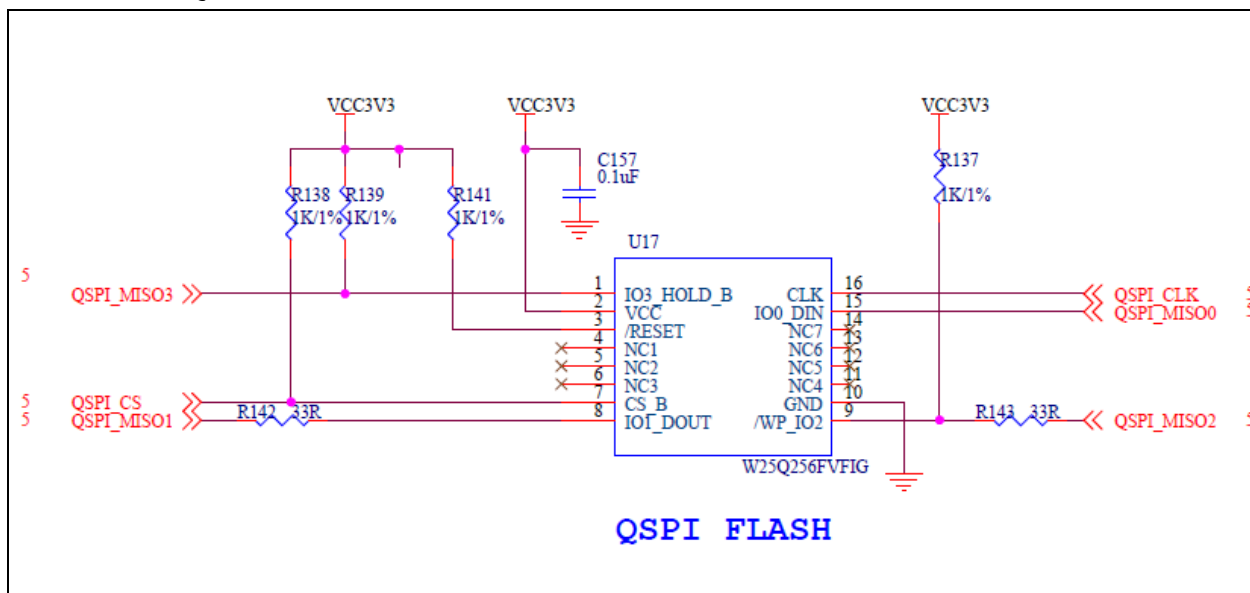 VCC3V3 VCC3V3 VCC3V3
C157
0.1uF
R138 R139 R141 R137
1K/1% 1K/1% 1K/1% 1K/1%
U17
5
QSPI_MISO3 1 IO3_HOLD_B CLK 16 QSPI_CLK
2 VCC IO0_DIN 15 QSPI_MISO0
3 /RESET NC7 14
4 NC1 NC6 13
5 NC2 NC5 12
6 NC3 NC4 11
5 QSPI_CS 7 CS_B GND 10
5 QSPI_MISO1 R142 33R 8 IO1_DOUT /WP_IO2 9 R143 33R QSPI_MISO2
W25Q256FVFIG
QSPI FLASH